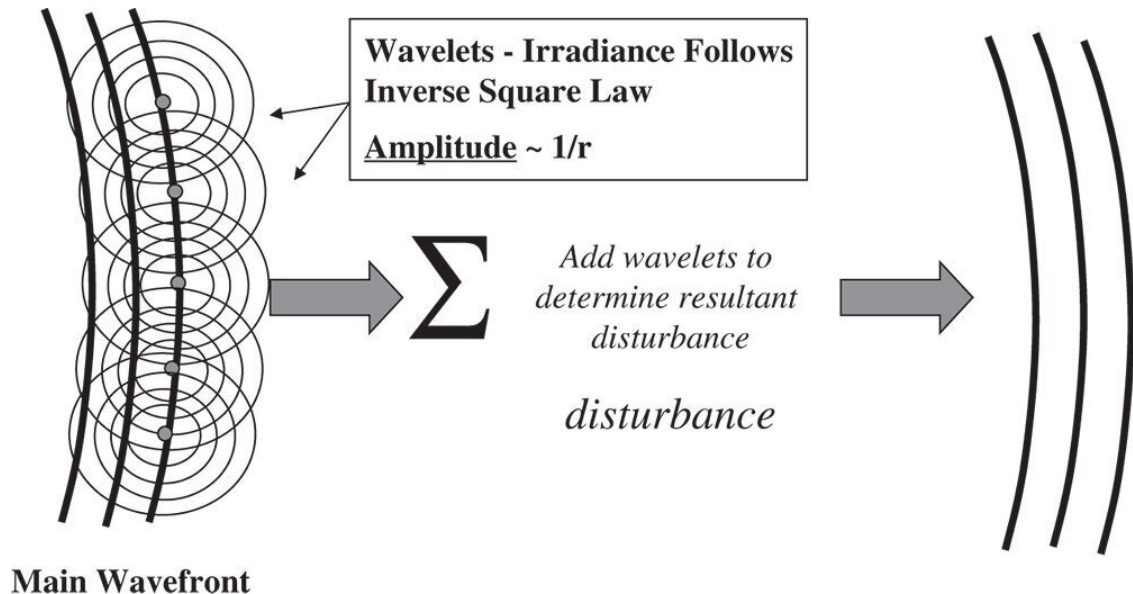 Wavelets - Irradiance Follows
Inverse Square Law
Amplitude ~ 1/r
Σ
Add wavelets to
determine resultant
disturbance
disturbance
Main Wavefront